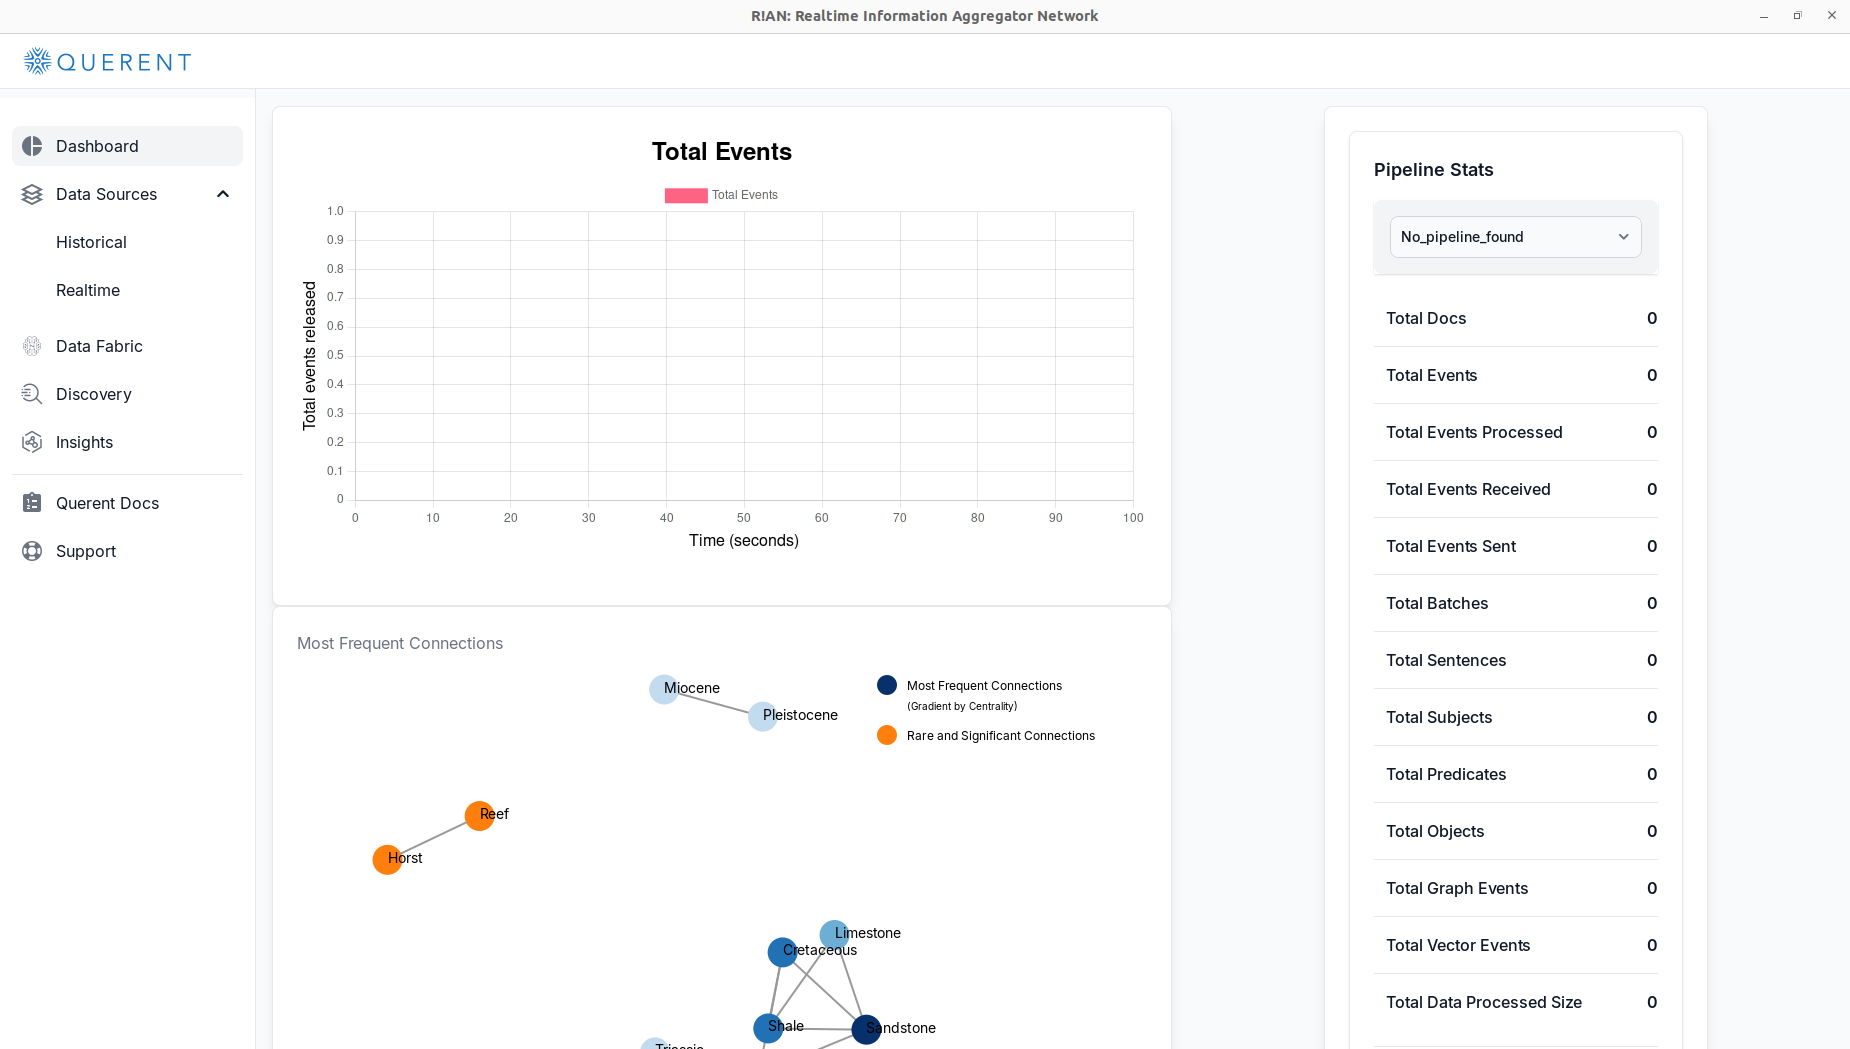 R!AN: Realtime Information Aggregator Network
QUERENT
Dashboard
Data Sources
Historical
Realtime
Data Fabric
Discovery
Insights
Querent Docs
Support
Total Events
Total Events
Total events released
1.0
0.9
0.8
0.7
0.6
0.5
0.4
0.3
0.2
0.1
0
0 10 20 30 40 50 60 70 80 90 100
Time (seconds)
Most Frequent Connections
Miocene
Pleistocene
Most Frequent Connections
(Gradient by Centrality)
Rare and Significant Connections
Reef
Horst
Limestone
Cretaceous
Shale
Sandstone
Triassic
Pipeline Stats
No_pipeline_found
Total Docs 0
Total Events 0
Total Events Processed 0
Total Events Received 0
Total Events Sent 0
Total Batches 0
Total Sentences 0
Total Subjects 0
Total Predicates 0
Total Objects 0
Total Graph Events 0
Total Vector Events 0
Total Data Processed Size 0